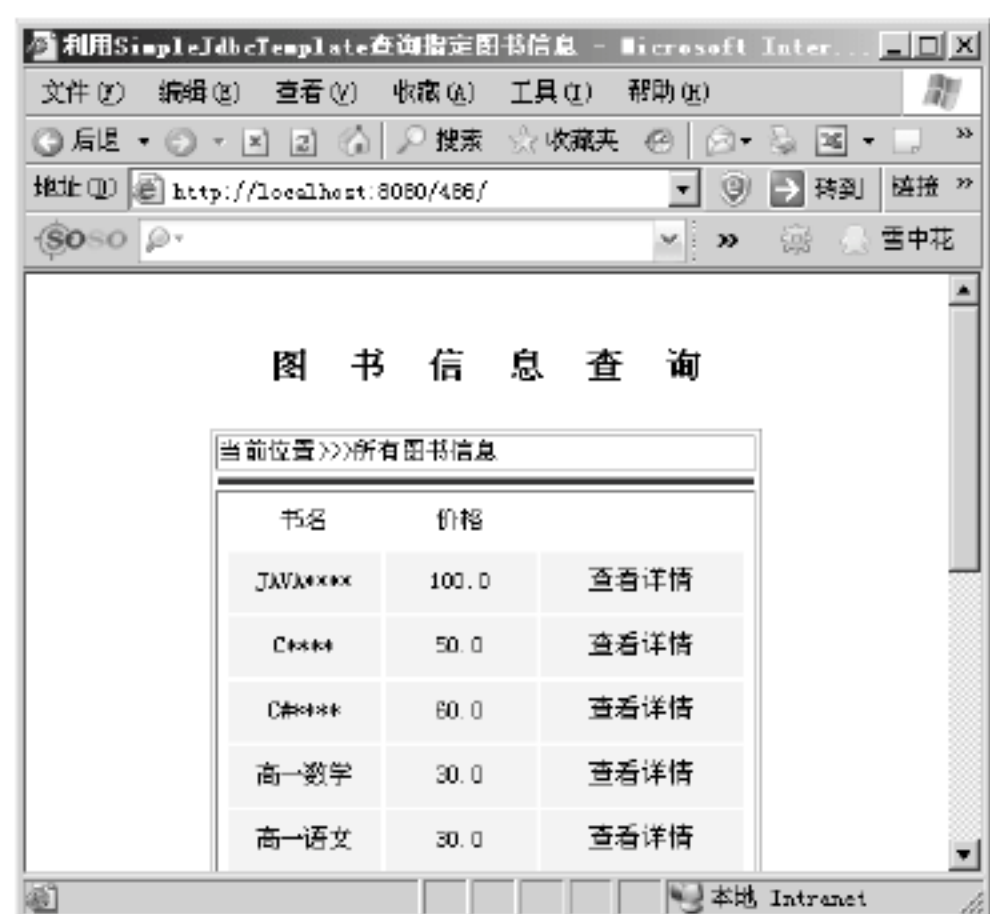 利用SimpleJdbcTemplate查询指定图书信息 - Microsoft Inter...
文件(F) 编辑(E) 查看(V) 收藏(A) 工具(T) 帮助(H)
后退 搜索 收藏夹 »
地址(D) http://localhost:8080/486/ 转到 链接 »
SOSO » 雪中花
图 书 信 息 查 询
当前位置>>>所有图书信息
书名 价格
JAVA**** 100.0 查看详情
C**** 50.0 查看详情
C#**** 60.0 查看详情
高一数学 30.0 查看详情
高一语文 30.0 查看详情
本地 Intranet